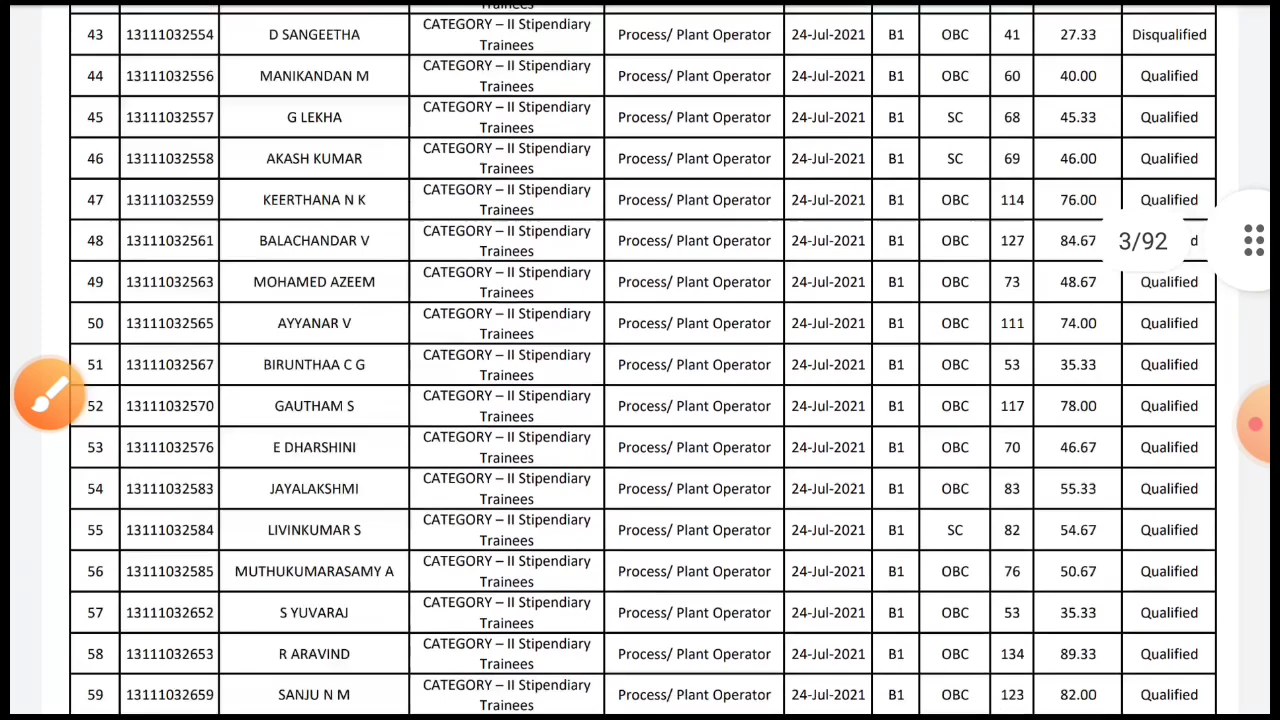 43 13111032554 D SANGEETHA CATEGORY – II Stipendiary Trainees Process/ Plant Operator 24-Jul-2021 B1 OBC 41 27.33 Disqualified
44 13111032556 MANIKANDAN M CATEGORY – II Stipendiary Trainees Process/ Plant Operator 24-Jul-2021 B1 OBC 60 40.00 Qualified
45 13111032557 G LEKHA CATEGORY – II Stipendiary Trainees Process/ Plant Operator 24-Jul-2021 B1 SC 68 45.33 Qualified
46 13111032558 AKASH KUMAR CATEGORY – II Stipendiary Trainees Process/ Plant Operator 24-Jul-2021 B1 SC 69 46.00 Qualified
47 13111032559 KEERTHANA N K CATEGORY – II Stipendiary Trainees Process/ Plant Operator 24-Jul-2021 B1 OBC 114 76.00 Qualified
48 13111032561 BALACHANDAR V CATEGORY – II Stipendiary Trainees Process/ Plant Operator 24-Jul-2021 B1 OBC 127 84.67 3/92 d
49 13111032563 MOHAMED AZEEM CATEGORY – II Stipendiary Trainees Process/ Plant Operator 24-Jul-2021 B1 OBC 73 48.67 Qualified
50 13111032565 AYYANAR V CATEGORY – II Stipendiary Trainees Process/ Plant Operator 24-Jul-2021 B1 OBC 111 74.00 Qualified
51 13111032567 BIRUNTHAA C G CATEGORY – II Stipendiary Trainees Process/ Plant Operator 24-Jul-2021 B1 OBC 53 35.33 Qualified
52 13111032570 GAUTHAM S CATEGORY – II Stipendiary Trainees Process/ Plant Operator 24-Jul-2021 B1 OBC 117 78.00 Qualified
53 13111032576 E DHARSHINI CATEGORY – II Stipendiary Trainees Process/ Plant Operator 24-Jul-2021 B1 OBC 70 46.67 Qualified
54 13111032583 JAYALAKSHMI CATEGORY – II Stipendiary Trainees Process/ Plant Operator 24-Jul-2021 B1 OBC 83 55.33 Qualified
55 13111032584 LIVINKUMAR S CATEGORY – II Stipendiary Trainees Process/ Plant Operator 24-Jul-2021 B1 SC 82 54.67 Qualified
56 13111032585 MUTHUKUMARASAMY A CATEGORY – II Stipendiary Trainees Process/ Plant Operator 24-Jul-2021 B1 OBC 76 50.67 Qualified
57 13111032652 S YUVARAJ CATEGORY – II Stipendiary Trainees Process/ Plant Operator 24-Jul-2021 B1 OBC 53 35.33 Qualified
58 13111032653 R ARAVIND CATEGORY – II Stipendiary Trainees Process/ Plant Operator 24-Jul-2021 B1 OBC 134 89.33 Qualified
59 13111032659 SANJU N M CATEGORY – II Stipendiary Trainees Process/ Plant Operator 24-Jul-2021 B1 OBC 123 82.00 Qualified